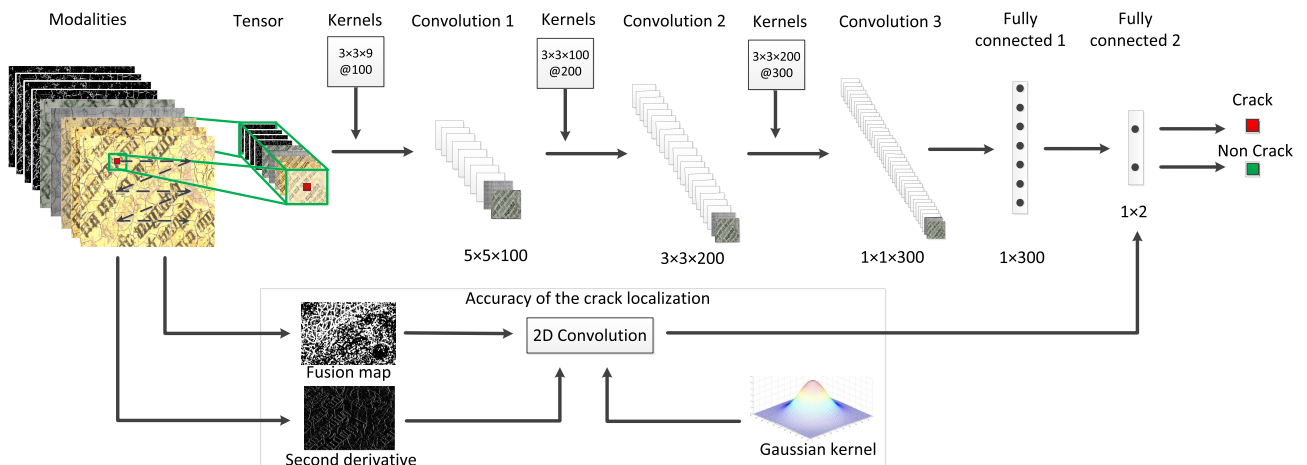 Modalities
Tensor
Kernels
Convolution 1
Kernels
Convolution 2
Kernels
Convolution 3
Fully
connected 1
Fully
connected 2
3×3×9
@100
3×3×100
@200
3×3×200
@300
Crack
Non Crack
1×2
5×5×100
3×3×200
1×1×300
1×300
Accuracy of the crack localization
2D Convolution
Fusion map
Second derivative
Gaussian kernel